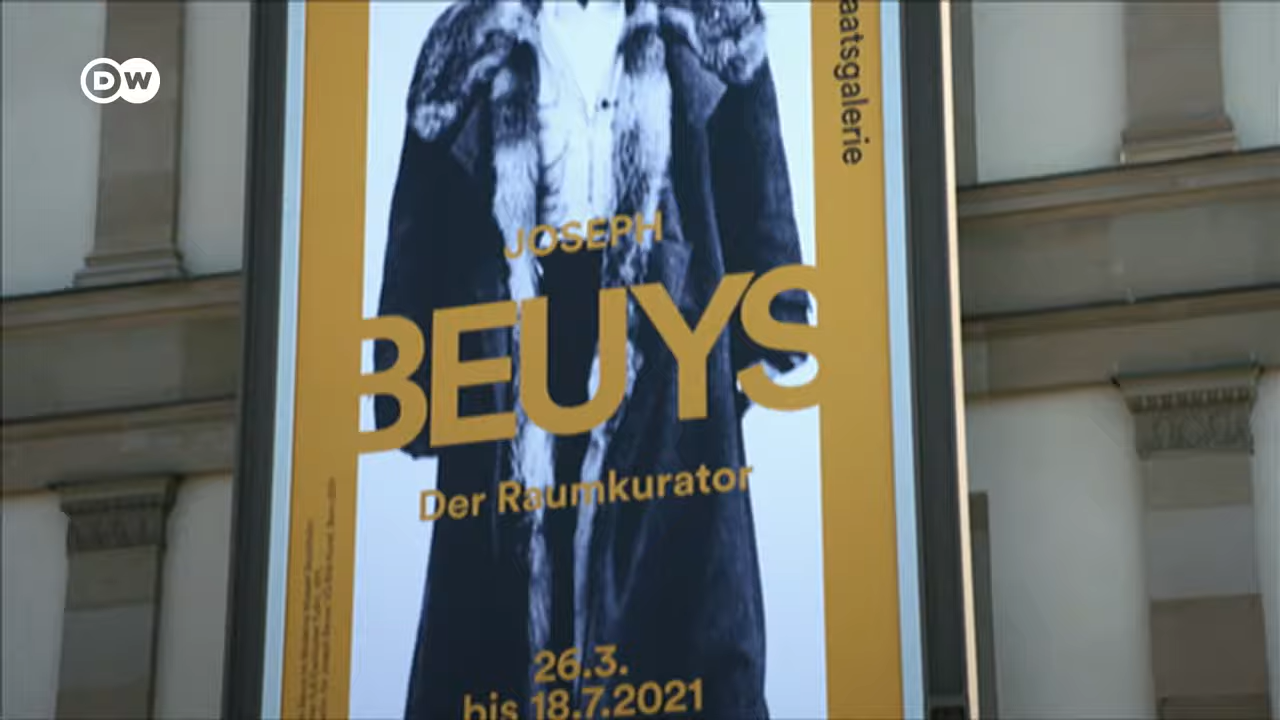 DW
aatsgalerie
JOSEPH
BEUYS
Der Raumkurator
26.3.
bis 18.7.2021